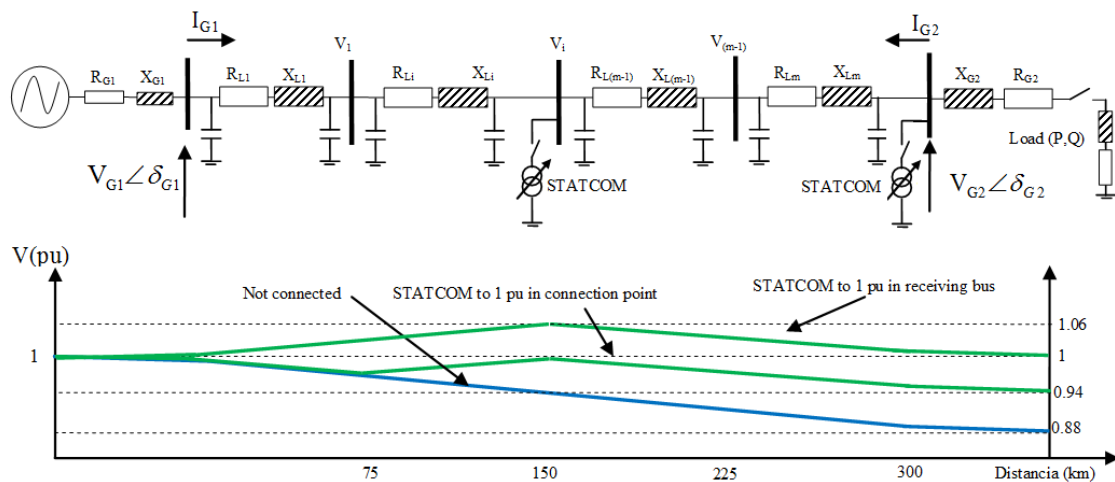 I_G1
V_1
V_i
V_(m-1)
I_G2
R_G1
X_G1
R_L1
X_L1
R_Li
X_Li
R_L(m-1)
X_L(m-1)
R_Lm
X_Lm
X_G2
R_G2
Load (P,Q)
STATCOM
STATCOM
V_G1∠δ_G1
V_G2∠δ_G2
V(pu)
Not connected
STATCOM to 1 pu in connection point
STATCOM to 1 pu in receiving bus
1.06
1
1
0.94
0.88
75
150
225
300
Distancia (km)